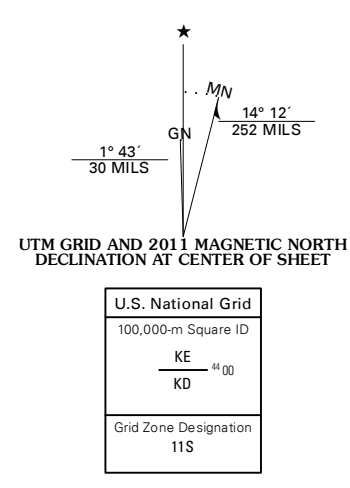 ★
MN
14° 12´
252 MILS
GN
1° 43´
30 MILS
UTM GRID AND 2011 MAGNETIC NORTH
DECLINATION AT CENTER OF SHEET
U.S. National Grid
100,000-m Square ID
KE
44 00
KD
Grid Zone Designation
11S